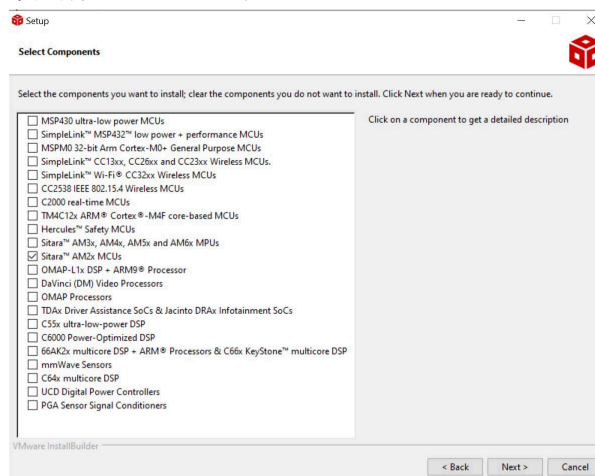 Setup
Select Components
Select the components you want to install; clear the components you do not want to install. Click Next when you are ready to continue.
MSP430 ultra-low power MCUs
SimpleLink™ MSP432™ low power + performance MCUs
MSPM0 32-bit Arm Cortex-M0+ General Purpose MCUs
SimpleLink™ CC13xx, CC26xx and CC23xx Wireless MCUs.
SimpleLink™ Wi-Fi® CC32xx Wireless MCUs
CC2538 IEEE 802.15.4 Wireless MCUs
C2000 real-time MCUs
TM4C12x ARM® Cortex®-M4F core-based MCUs
Hercules™ Safety MCUs
Sitara™ AM3x, AM4x, AM5x and AM6x MPUs
Sitara™ AM2x MCUs
OMAP-L1x DSP + ARM9® Processor
DaVinci (DM) Video Processors
OMAP Processors
TDAx Driver Assistance SoCs & Jacinto DRAx Infotainment SoCs
C55x ultra-low-power DSP
C6000 Power-Optimized DSP
66AK2x multicore DSP + ARM® Processors & C66x KeyStone™ multicore DSP
mmWave Sensors
C64x multicore DSP
UCD Digital Power Controllers
PGA Sensor Signal Conditioners
Click on a component to get a detailed description
VMware InstallBuilder
< Back
Next >
Cancel